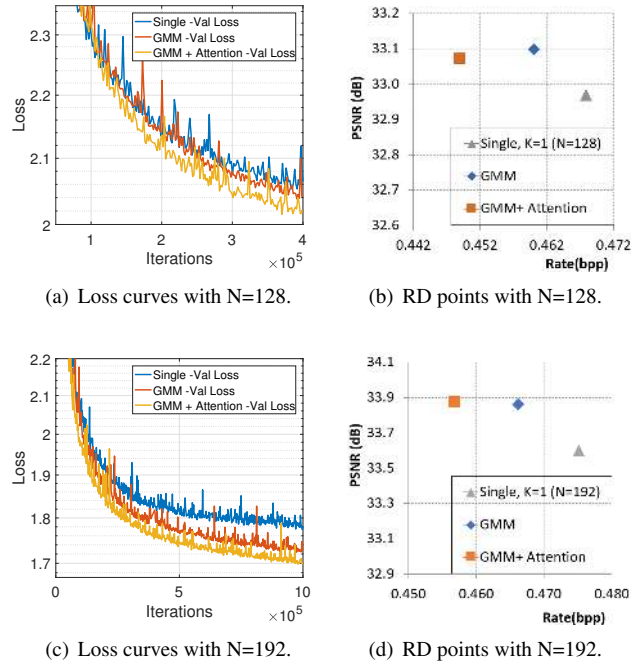 2.3
2.2
2.1
2
Loss
1 2 3 4
×10⁵
Iterations
Single -Val Loss
GMM -Val Loss
GMM + Attention -Val Loss
(a) Loss curves with N=128.
33.2
33.1
33.0
32.9
32.8
32.7
32.6
PSNR (dB)
Single, K=1 (N=128)
GMM
GMM+ Attention
0.442 0.452 0.462 0.472
Rate(bpp)
(b) RD points with N=128.
2.2
2.1
2
1.9
1.8
1.7
Loss
0 5 10
×10⁵
Iterations
Single -Val Loss
GMM -Val Loss
GMM + Attention -Val Loss
(c) Loss curves with N=192.
34.1
33.9
33.7
33.5
33.3
33.1
32.9
PSNR (dB)
Single, K=1 (N=192)
GMM
GMM+ Attention
0.450 0.460 0.470 0.480
Rate(bpp)
(d) RD points with N=192.